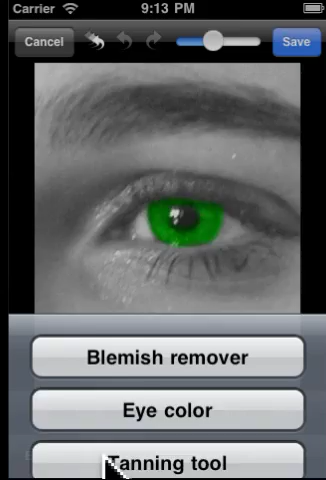 Carrier 9:13 PM
Cancel Save
Blemish remover
Eye color
Tanning tool